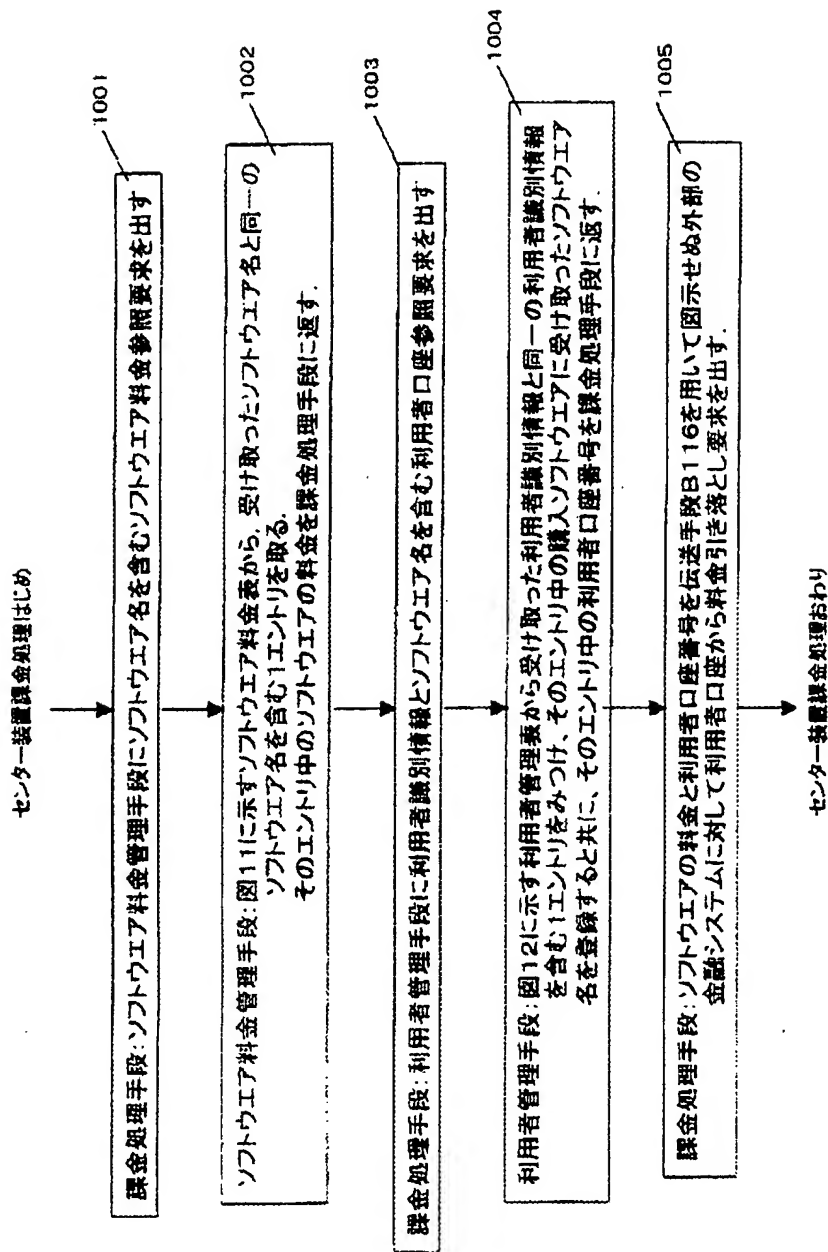 センター装置課金処理はじめ
1001
課金処理手段:ソフトウエア料金管理手段にソフトウエア名を含むソフトウエア料金参照要求を出す
1002
ソフトウエア料金管理手段:図11に示すソフトウエア料金表から、受け取ったソフトウエア名と同一の
ソフトウエア名を含む1エントリを取る.
そのエントリ中のソフトウエアの料金を課金処理手段に返す.
1003
課金処理手段:利用者管理手段に利用者識別情報とソフトウエア名を含む利用者口座参照要求を出す
1004
利用者管理手段:図12に示す利用者管理表から受け取った利用者識別情報と同一の利用者識別情報
を含む1エントリをみつけ、そのエントリ中の購入ソフトウエアに受け取ったソフトウエア
名を登録すると共に、そのエントリ中の利用者口座番号を課金処理手段に返す.
1005
課金処理手段:ソフトウエアの料金と利用者口座番号を伝送手段B116を用いて図示せぬ外部の
金融システムに対して利用者口座から料金引き落とし要求を出す.
センター装置課金処理おわり